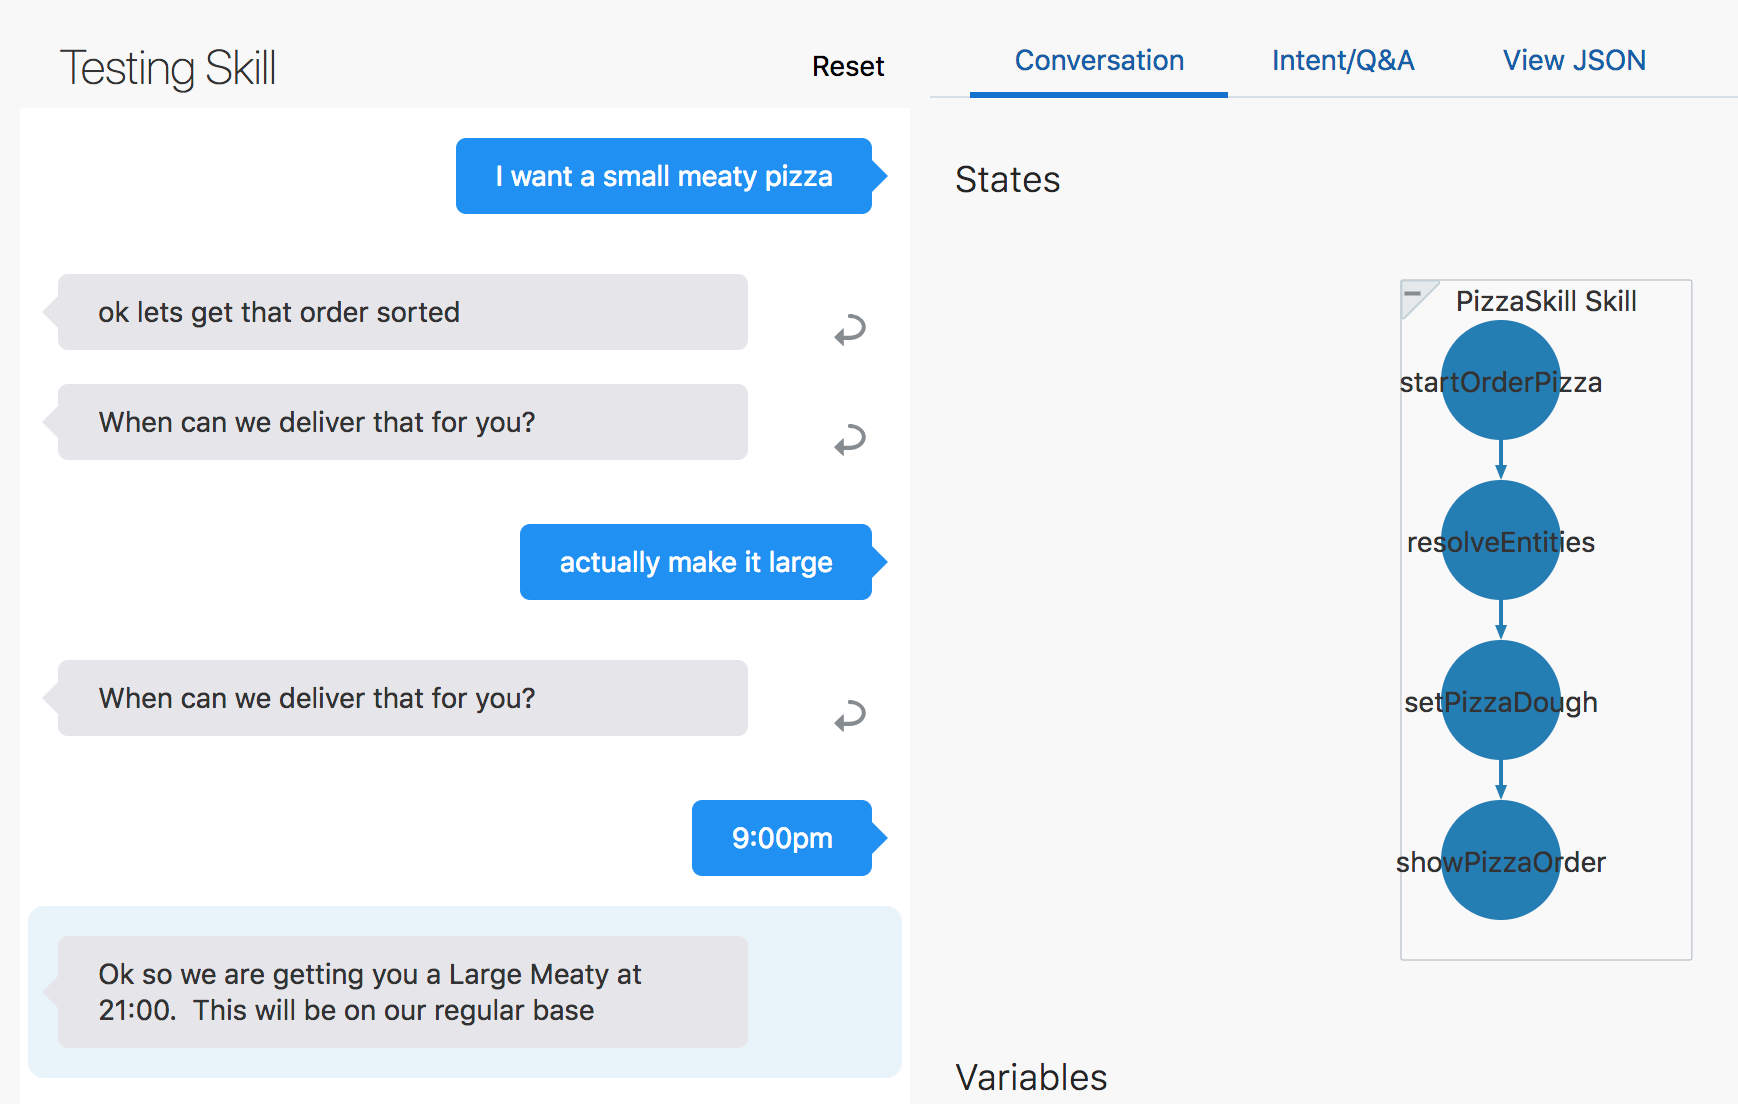 Testing Skill
Reset
I want a small meaty pizza
ok lets get that order sorted
When can we deliver that for you?
actually make it large
When can we deliver that for you?
9:00pm
Ok so we are getting you a Large Meaty at
21:00.  This will be on our regular base
Conversation
Intent/Q&A
View JSON
States
PizzaSkill Skill
startOrderPizza
resolveEntities
setPizzaDough
showPizzaOrder
Variables